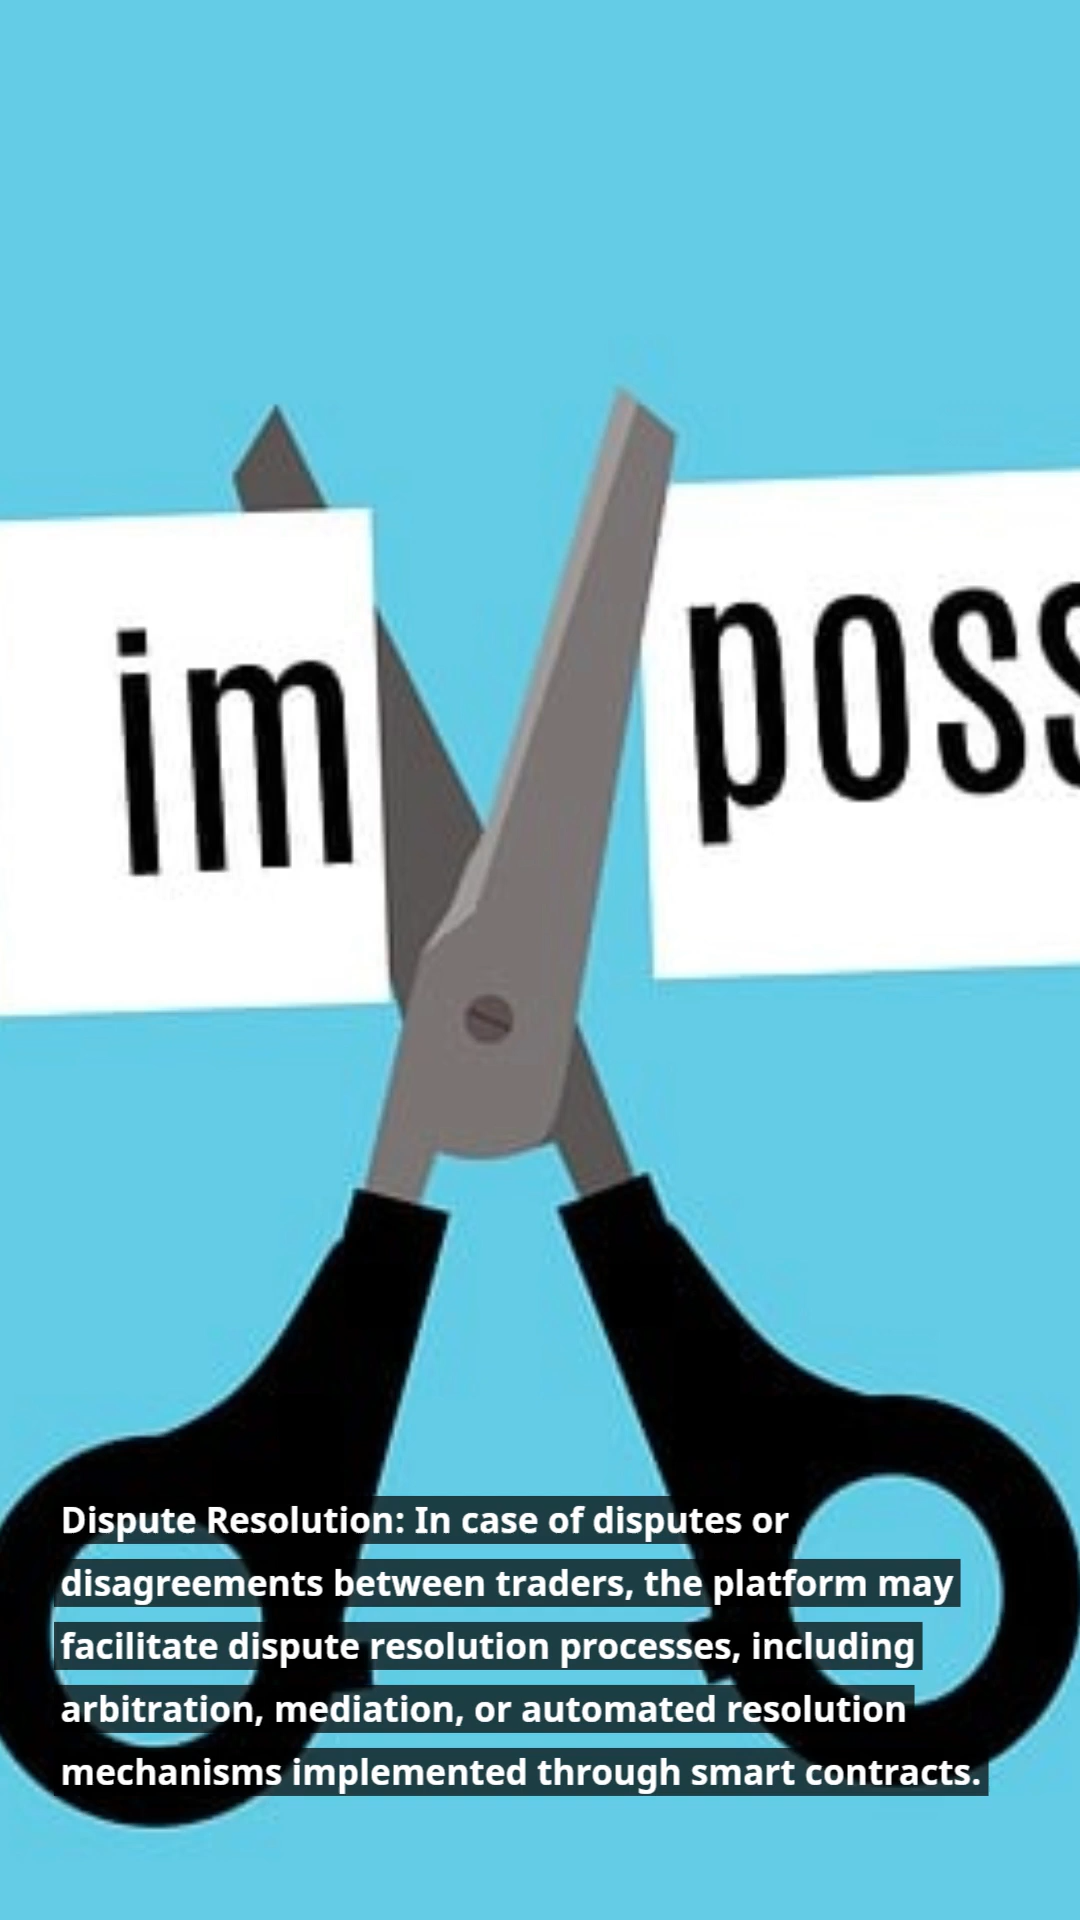 im poss
Dispute Resolution: In case of disputes or
disagreements between traders, the platform may
facilitate dispute resolution processes, including
arbitration, mediation, or automated resolution
mechanisms implemented through smart contracts.